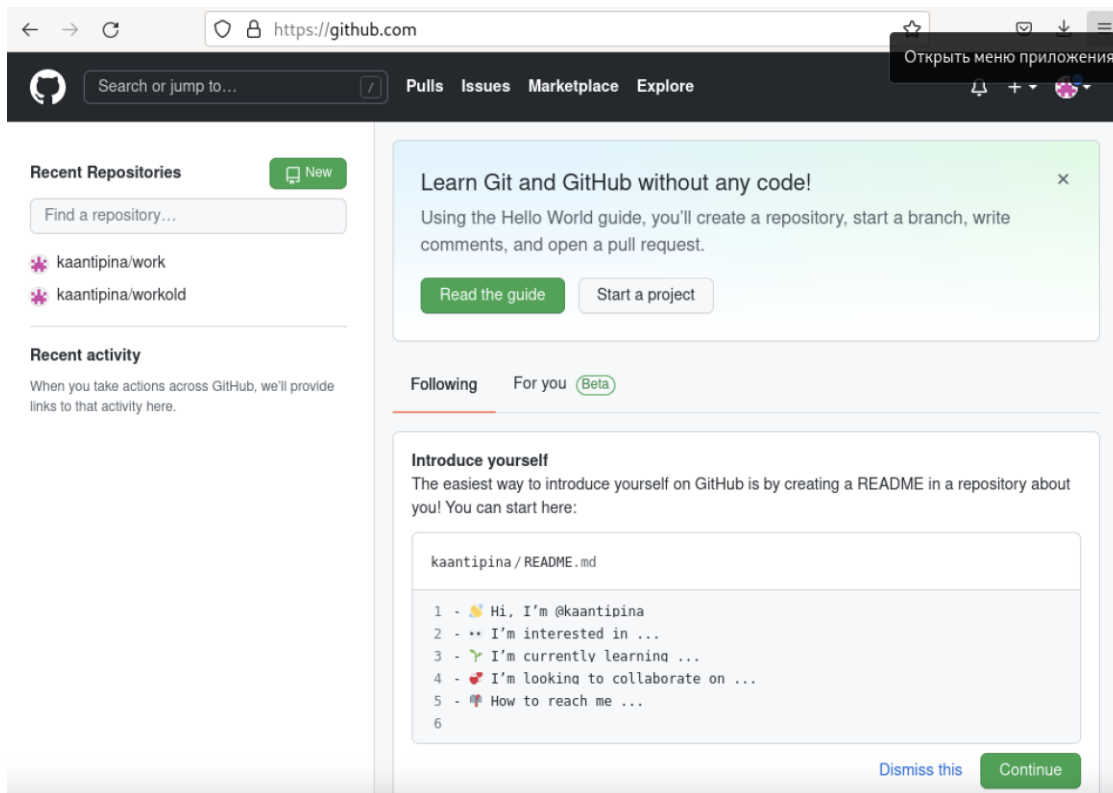 https://github.com
Открыть меню приложения
Search or jump to...
/
Pulls Issues Marketplace Explore
Recent Repositories
New
Find a repository...
kaantipina/work
kaantipina/workold
Recent activity
When you take actions across GitHub, we'll provide
links to that activity here.
Learn Git and GitHub without any code!
Using the Hello World guide, you'll create a repository, start a branch, write
comments, and open a pull request.
Read the guide
Start a project
Following
For you Beta
Introduce yourself
The easiest way to introduce yourself on GitHub is by creating a README in a repository about
you! You can start here:
kaantipina/README.md
1 - 👋 Hi, I'm @kaantipina
2 - 👀 I'm interested in ...
3 - 🌱 I'm currently learning ...
4 - 💞️ I'm looking to collaborate on ...
5 - 📫 How to reach me ...
6
Dismiss this
Continue